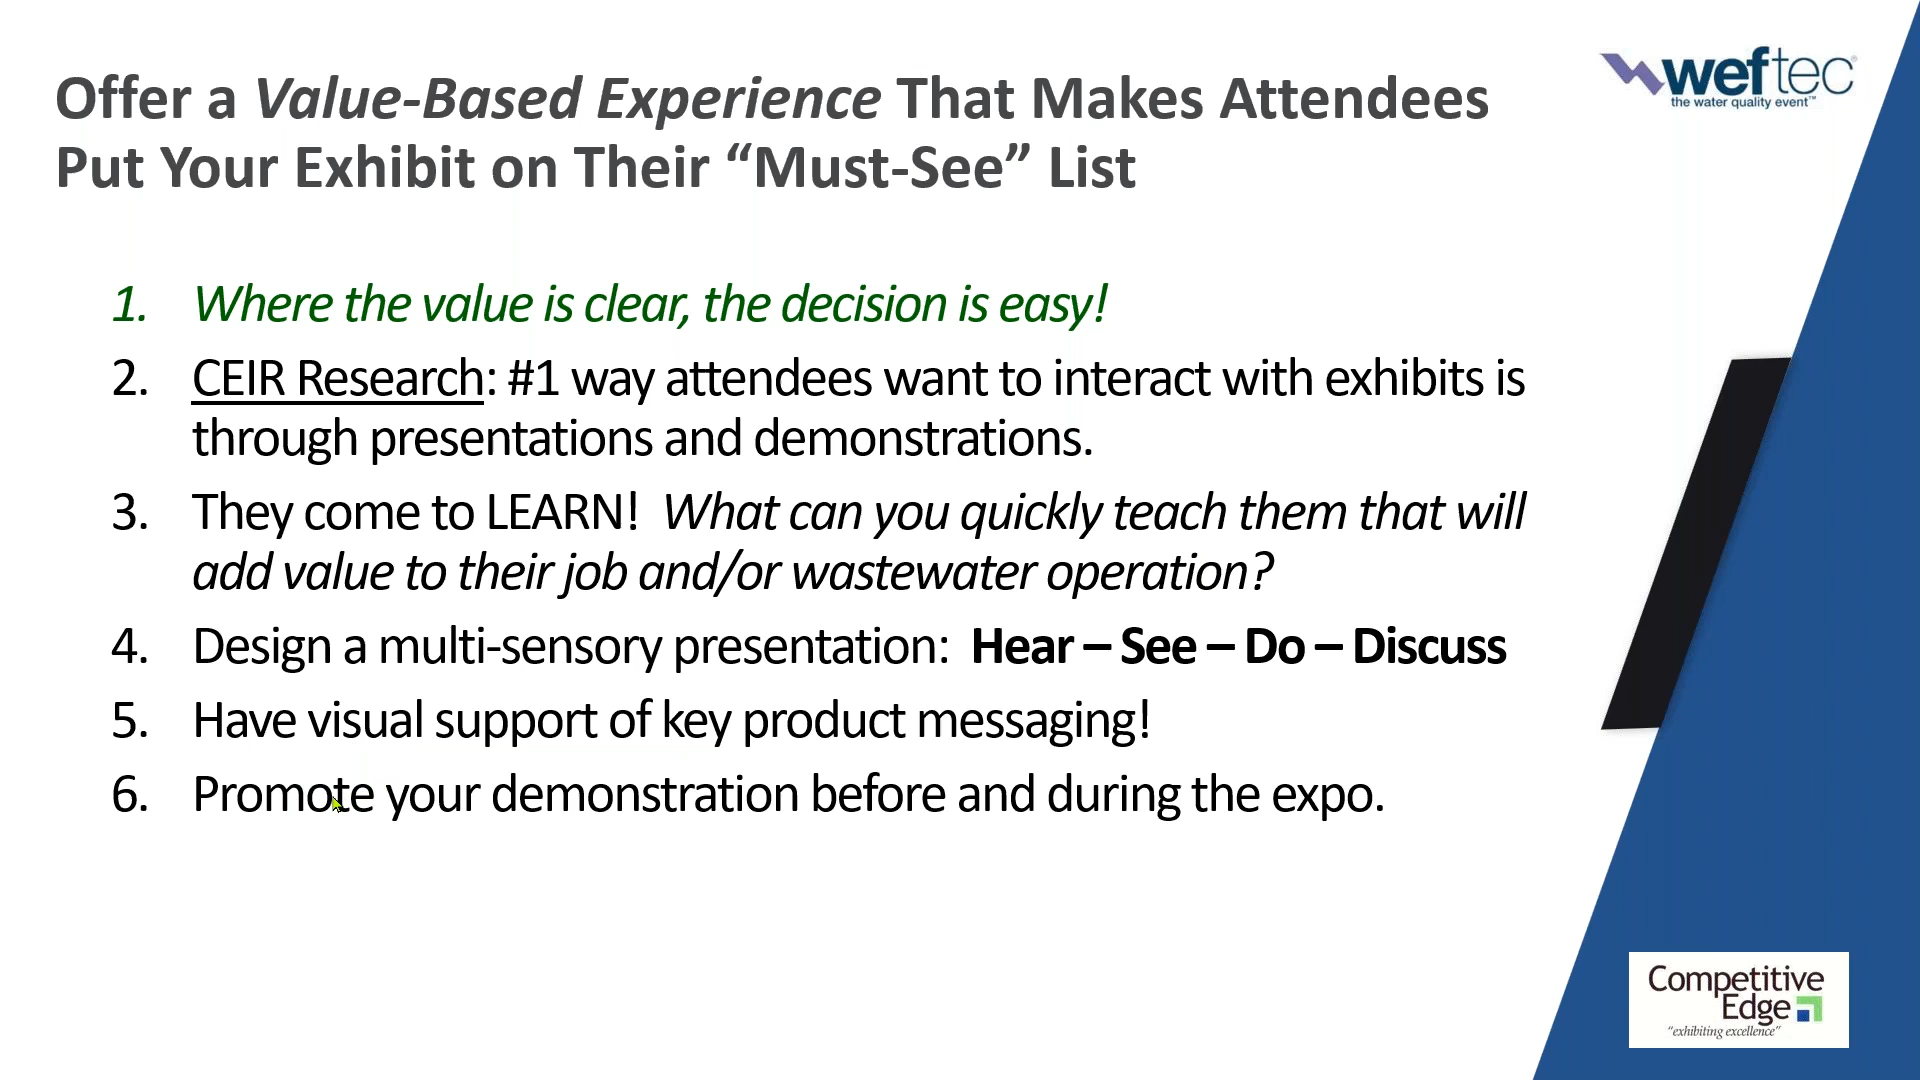 Offer a Value-Based Experience That Makes Attendees
Put Your Exhibit on Their “Must-See” List
weftec®
the water quality event™
1. Where the value is clear, the decision is easy!
2. CEIR Research: #1 way attendees want to interact with exhibits is
through presentations and demonstrations.
3. They come to LEARN! What can you quickly teach them that will
add value to their job and/or wastewater operation?
4. Design a multi-sensory presentation: Hear – See – Do – Discuss
5. Have visual support of key product messaging!
6. Promote your demonstration before and during the expo.
Competitive
Edge
“exhibiting excellence”